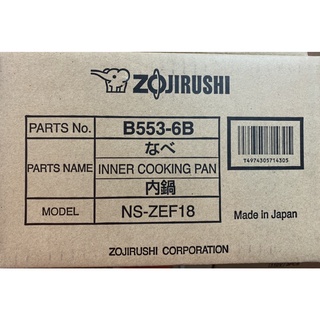 ZOJIRUSHI
PARTS No. B553-6B
なべ
PARTS NAME INNER COOKING PAN
内鍋
MODEL NS-ZEF18
T4974305714305
Made in Japan
ZOJIRUSHI CORPORATION